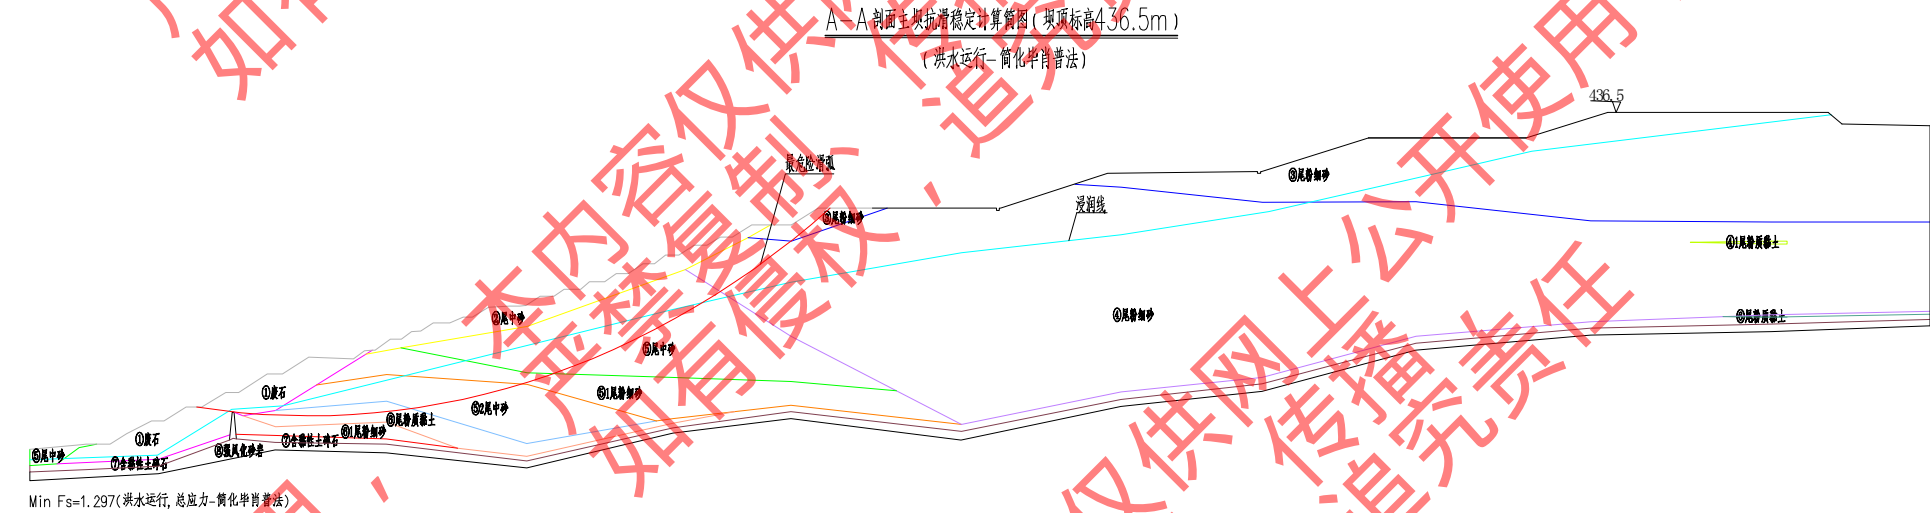 A-A剖面主坝抗滑稳定计算简图(坝顶标高436.5m)
(洪水运行-简化毕肖普法)
436.5
最危险滑弧
③尾粉细砂
浸润线
③尾粉细砂
④1尾粉质黏土
②尾中砂
④尾粉细砂
⑥尾粉质黏土
⑤尾中砂
①废石
⑤1尾粉细砂
⑤2尾中砂
⑥尾粉质黏土
⑥1尾粉细砂
①废石
⑦含黏性土碎石
⑧强风化砂岩
⑤尾中砂
⑦含黏性土碎石
Min Fs=1.297(洪水运行,总应力-简化毕肖普法)
本内容仅供网上公开使用
严禁复制、传播
如有侵权,追究责任